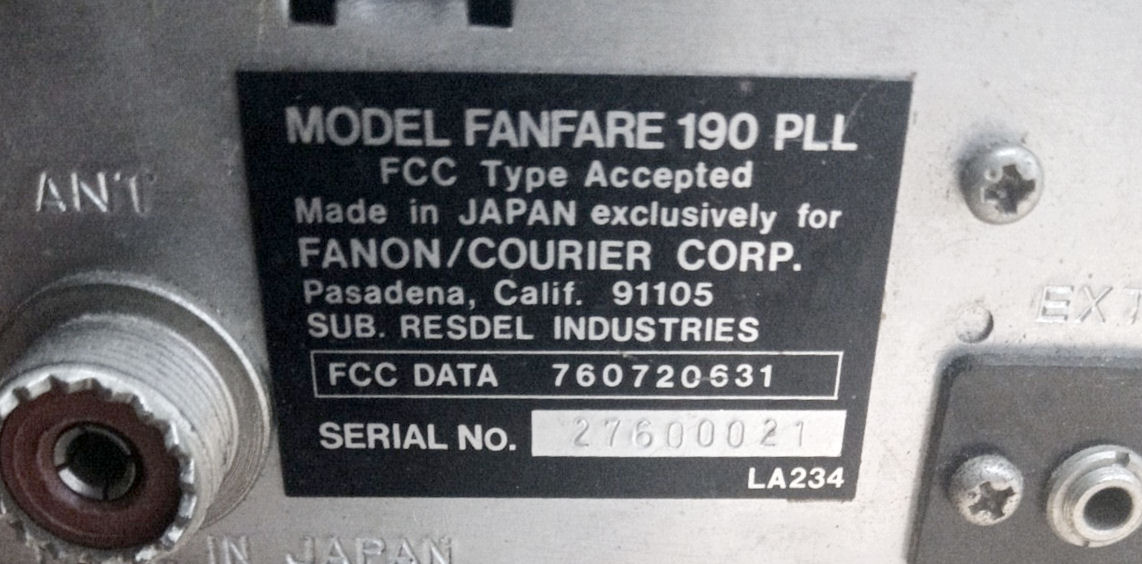 MODEL FANFARE 190 PLL
FCC Type Accepted
Made in JAPAN exclusively for
FANON/COURIER CORP.
Pasadena, Calif. 91105
SUB. RESDEL INDUSTRIES
FCC DATA 760720631
SERIAL No. 27600021
LA234
ANT
EXT
IN JAPAN